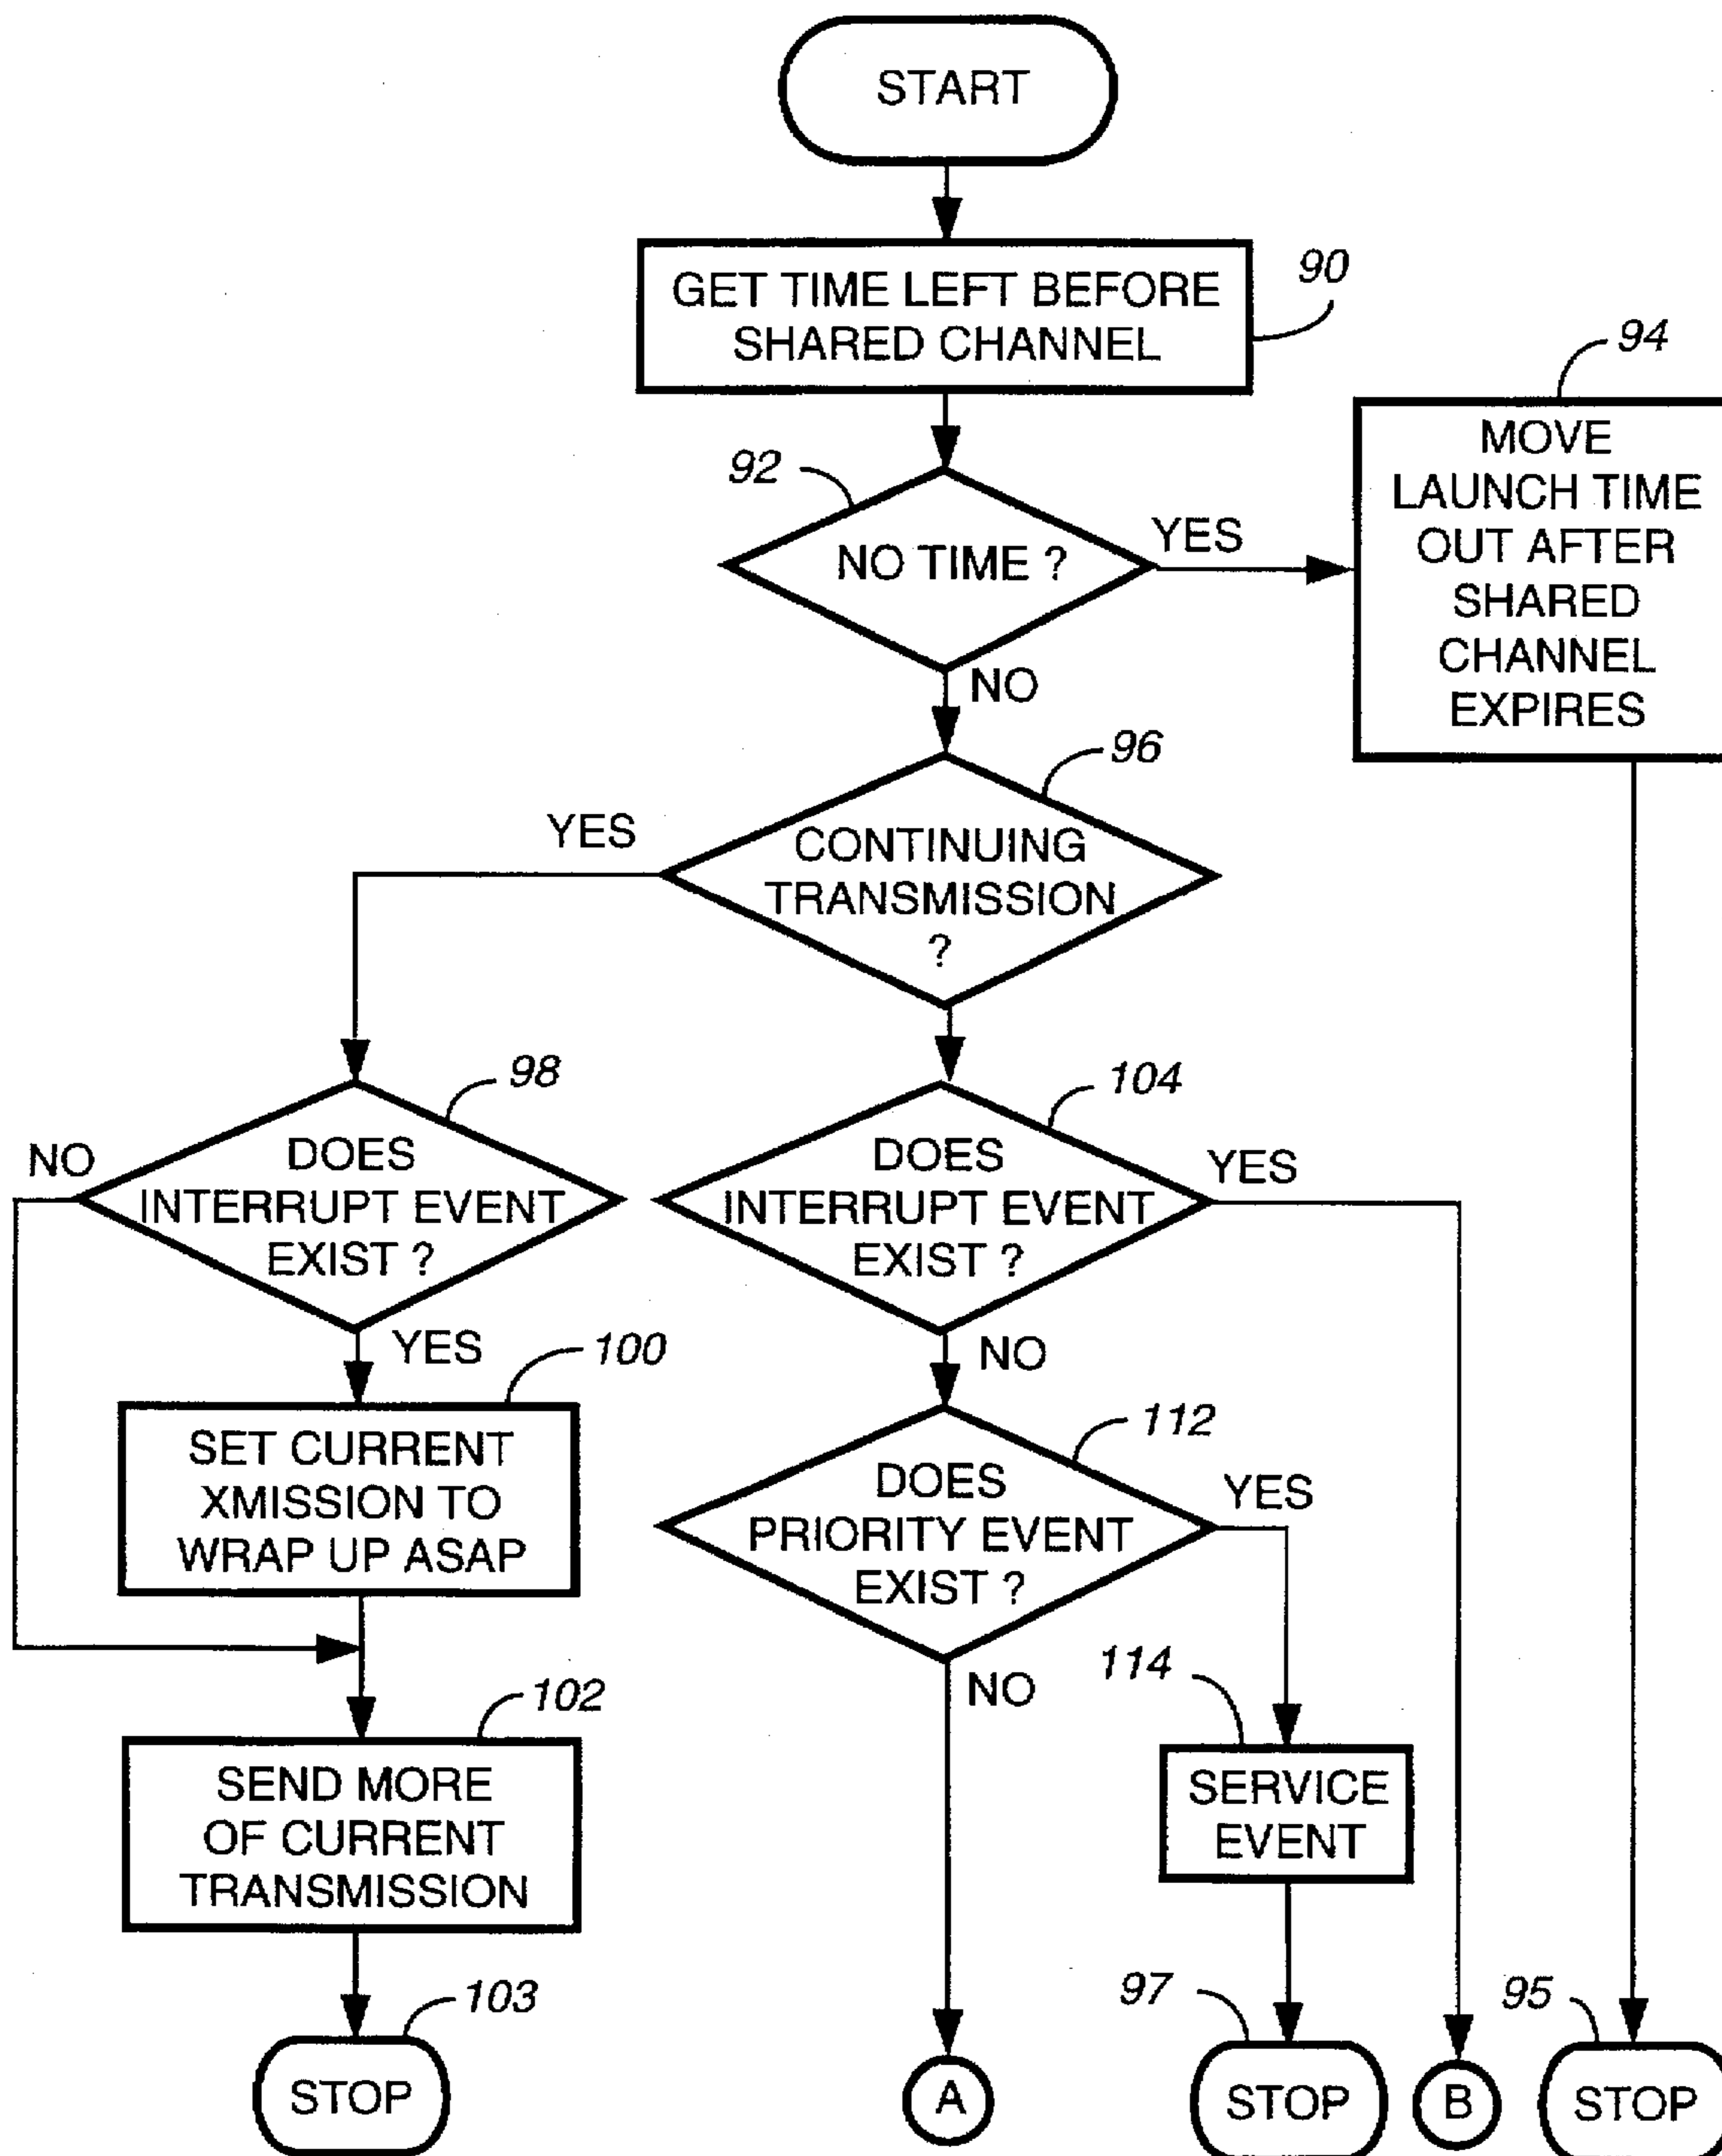 START
GET TIME LEFT BEFORE
SHARED CHANNEL
90
94
MOVE
LAUNCH TIME
OUT AFTER
SHARED
CHANNEL
EXPIRES
92
NO TIME ?
YES
NO
96
CONTINUING
TRANSMISSION
?
YES
98
DOES
INTERRUPT EVENT
EXIST ?
NO
YES
104
DOES
INTERRUPT EVENT
EXIST ?
YES
NO
100
SET CURRENT
XMISSION TO
WRAP UP ASAP
112
DOES
PRIORITY EVENT
EXIST ?
YES
NO
102
SEND MORE
OF CURRENT
TRANSMISSION
114
SERVICE
EVENT
103
STOP
A
97
STOP
B
95
STOP